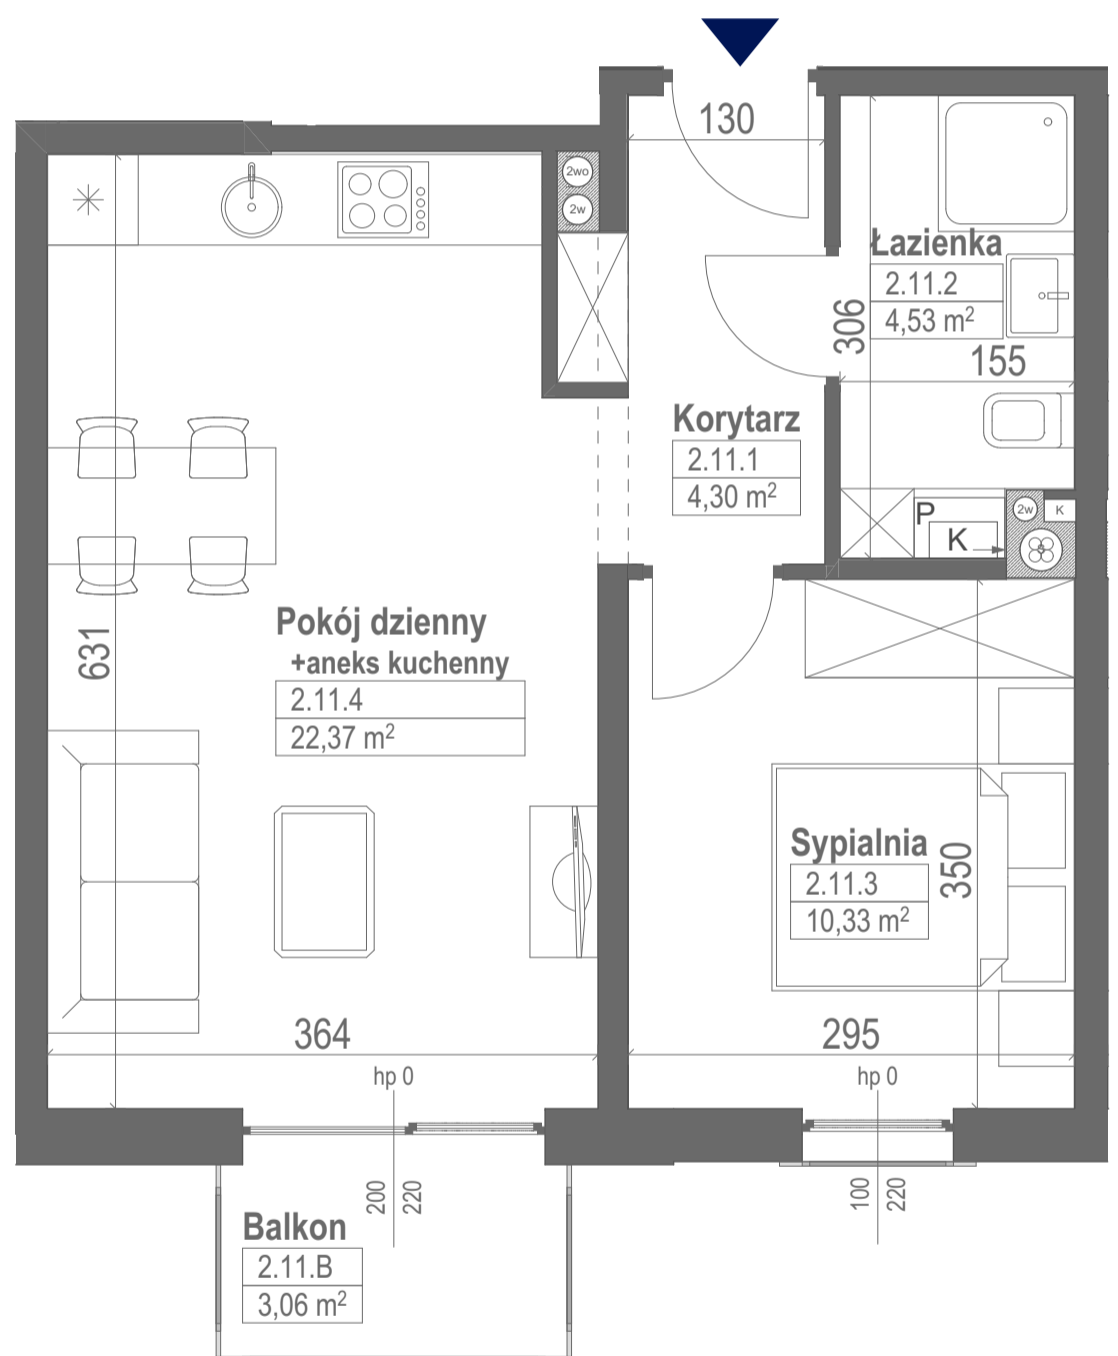 130
2wo
2w
Łazienka
2.11.2
4,53 m²
306
155
Korytarz
2.11.1
4,30 m²
P
K
2w
K
Pokój dzienny
+aneks kuchenny
2.11.4
22,37 m²
631
Sypialnia
2.11.3
10,33 m²
350
364
295
hp 0
hp 0
200
220
100
220
Balkon
2.11.B
3,06 m²